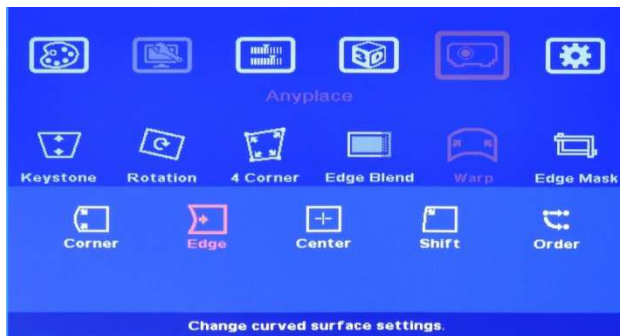 3D
Anyplace
Keystone Rotation 4 Corner Edge Blend Warp Edge Mask
Corner Edge Center Shift Order
Change curved surface settings.